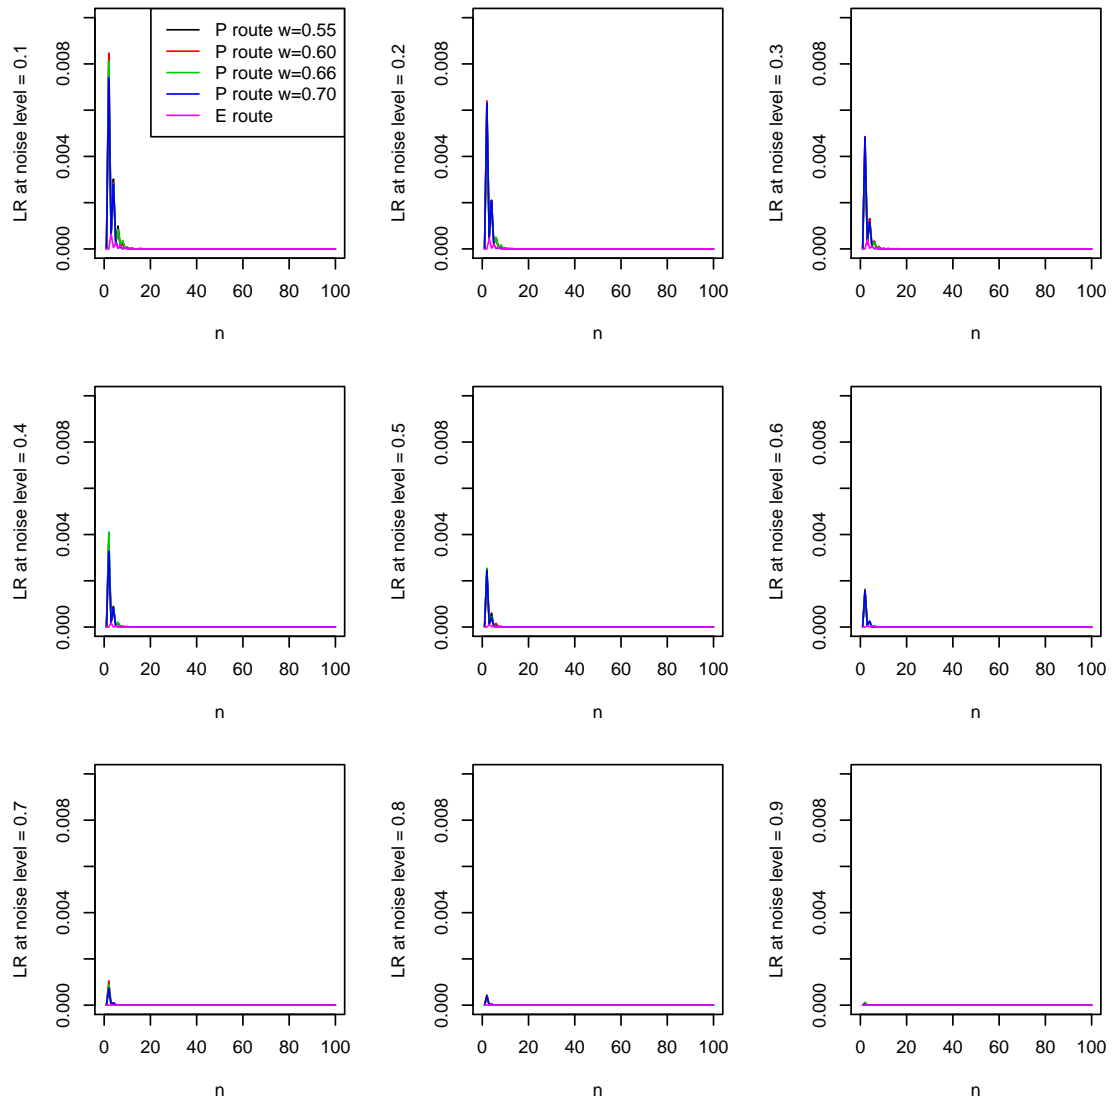 P route w=0.55
P route w=0.60
P route w=0.66
P route w=0.70
E route
LR at noise level = 0.1
0.000 0.004 0.008
0 20 40 60 80 100
n
LR at noise level = 0.2
0.000 0.004 0.008
0 20 40 60 80 100
n
LR at noise level = 0.3
0.000 0.004 0.008
0 20 40 60 80 100
n
LR at noise level = 0.4
0.000 0.004 0.008
0 20 40 60 80 100
n
LR at noise level = 0.5
0.000 0.004 0.008
0 20 40 60 80 100
n
LR at noise level = 0.6
0.000 0.004 0.008
0 20 40 60 80 100
n
LR at noise level = 0.7
0.000 0.004 0.008
0 20 40 60 80 100
n
LR at noise level = 0.8
0.000 0.004 0.008
0 20 40 60 80 100
n
LR at noise level = 0.9
0.000 0.004 0.008
0 20 40 60 80 100
n